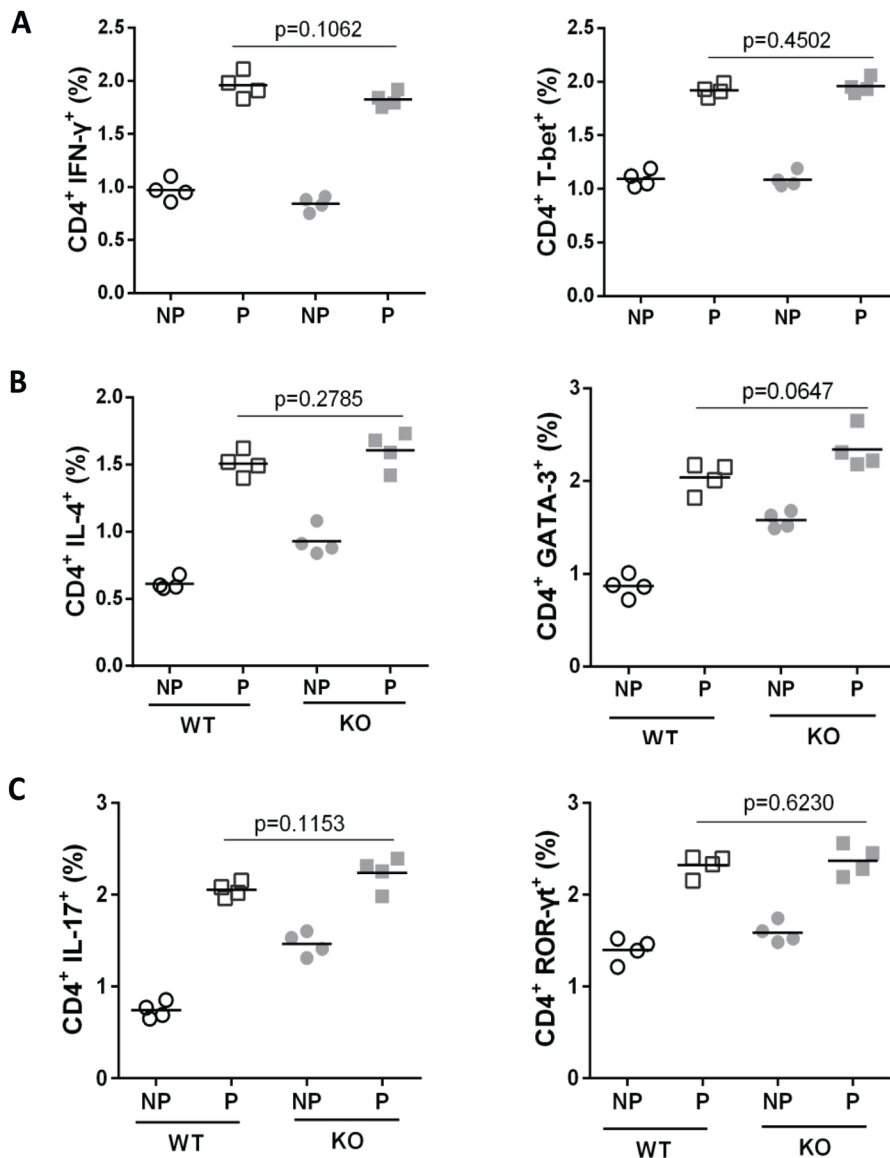 A
CD4+ IFN-γ+ (%)
2.5
2.0
1.5
1.0
0.5
0.0
p=0.1062
NP P NP P
CD4+ T-bet+ (%)
2.5
2.0
1.5
1.0
0.5
0.0
p=0.4502
NP P NP P
B
CD4+ IL-4+ (%)
2.0
1.5
1.0
0.5
0.0
p=0.2785
NP P NP P
WT KO
CD4+ GATA-3+ (%)
3
2
1
0
p=0.0647
NP P NP P
WT KO
C
CD4+ IL-17+ (%)
3
2
1
0
p=0.1153
NP P NP P
WT KO
CD4+ ROR-γt+ (%)
3
2
1
0
p=0.6230
NP P NP P
WT KO